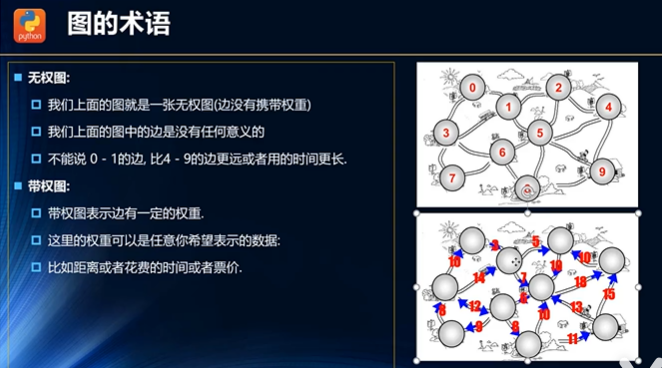 python
图的术语
无权图:
我们上面的图就是一张无权图(边没有携带权重)
我们上面的图中的边是没有任何意义的
不能说 0 - 1的边, 比4 - 9的边更远或者用的时间更长.
带权图:
带权图表示边有一定的权重.
这里的权重可以是任意你希望表示的数据:
比如距离或者花费的时间或者票价.
0
2
1
4
3
5
6
9
7
8
3
5
10
10
10
14
7
18
15
8
12
10
13
9
8
11